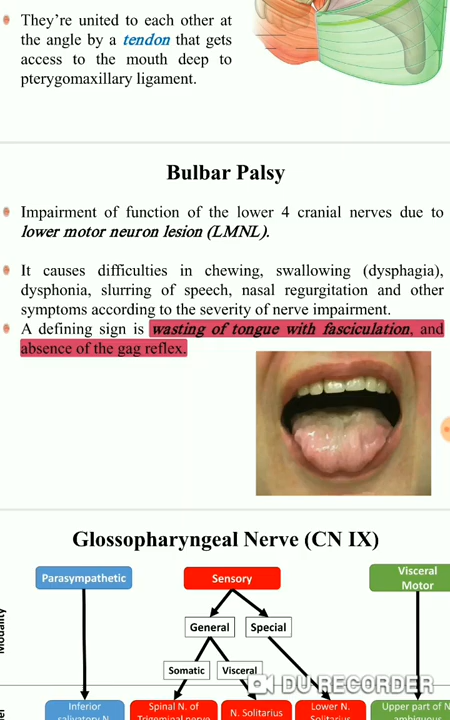 They're united to each other at
the angle by a tendon that gets
access to the mouth deep to
pterygomaxillary ligament.
Bulbar Palsy
Impairment of function of the lower 4 cranial nerves due to
lower motor neuron lesion (LMNL).
It causes difficulties in chewing, swallowing (dysphagia),
dysphonia, slurring of speech, nasal regurgitation and other
symptoms according to the severity of nerve impairment.
A defining sign is wasting of tongue with fasciculation, and
absence of the gag reflex.
Glossopharyngeal Nerve (CN IX)
Parasympathetic
Sensory
Visceral
Motor
General
Special
Modality
Somatic
Visceral
DU RECORDER
Inferior
salivatory N.
Spinal N. of
Trigeminal nerve
N. Solitarius
Lower N.
Solitarius
Upper part of N.
ambiguous